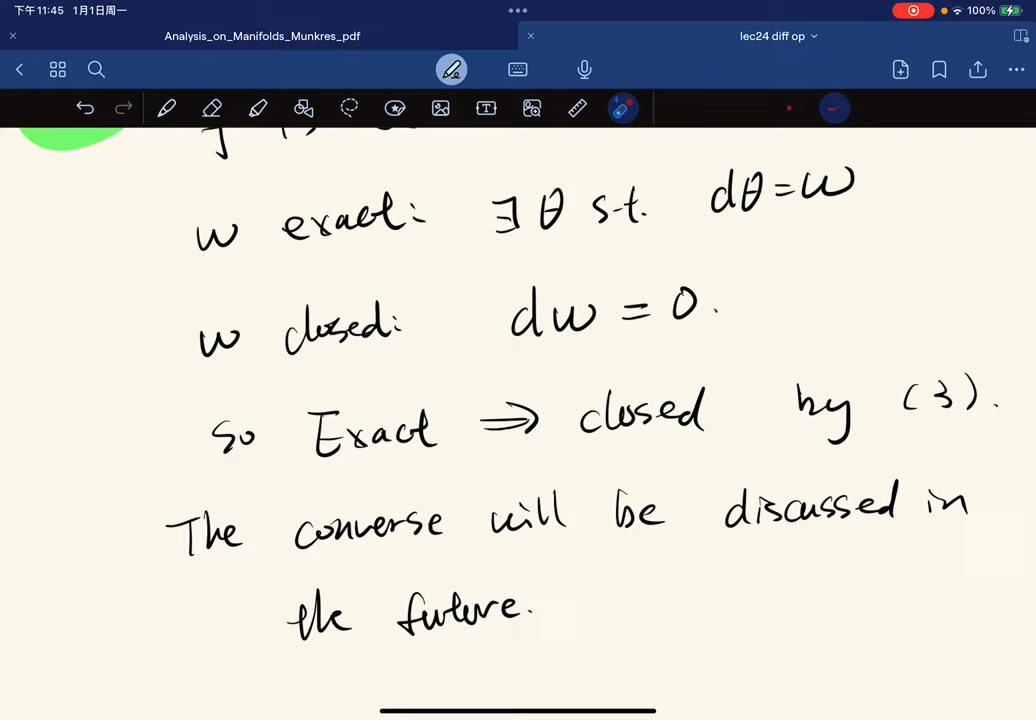 下午11:45 1月1日周一
100%
Analysis_on_Manifolds_Munkres_pdf
lec24 diff op
w exact: ∃ θ s.t. dθ = w
w closed: dw = 0.
so Exact ⇒ closed by (3).
The converse will be discussed in
the future.